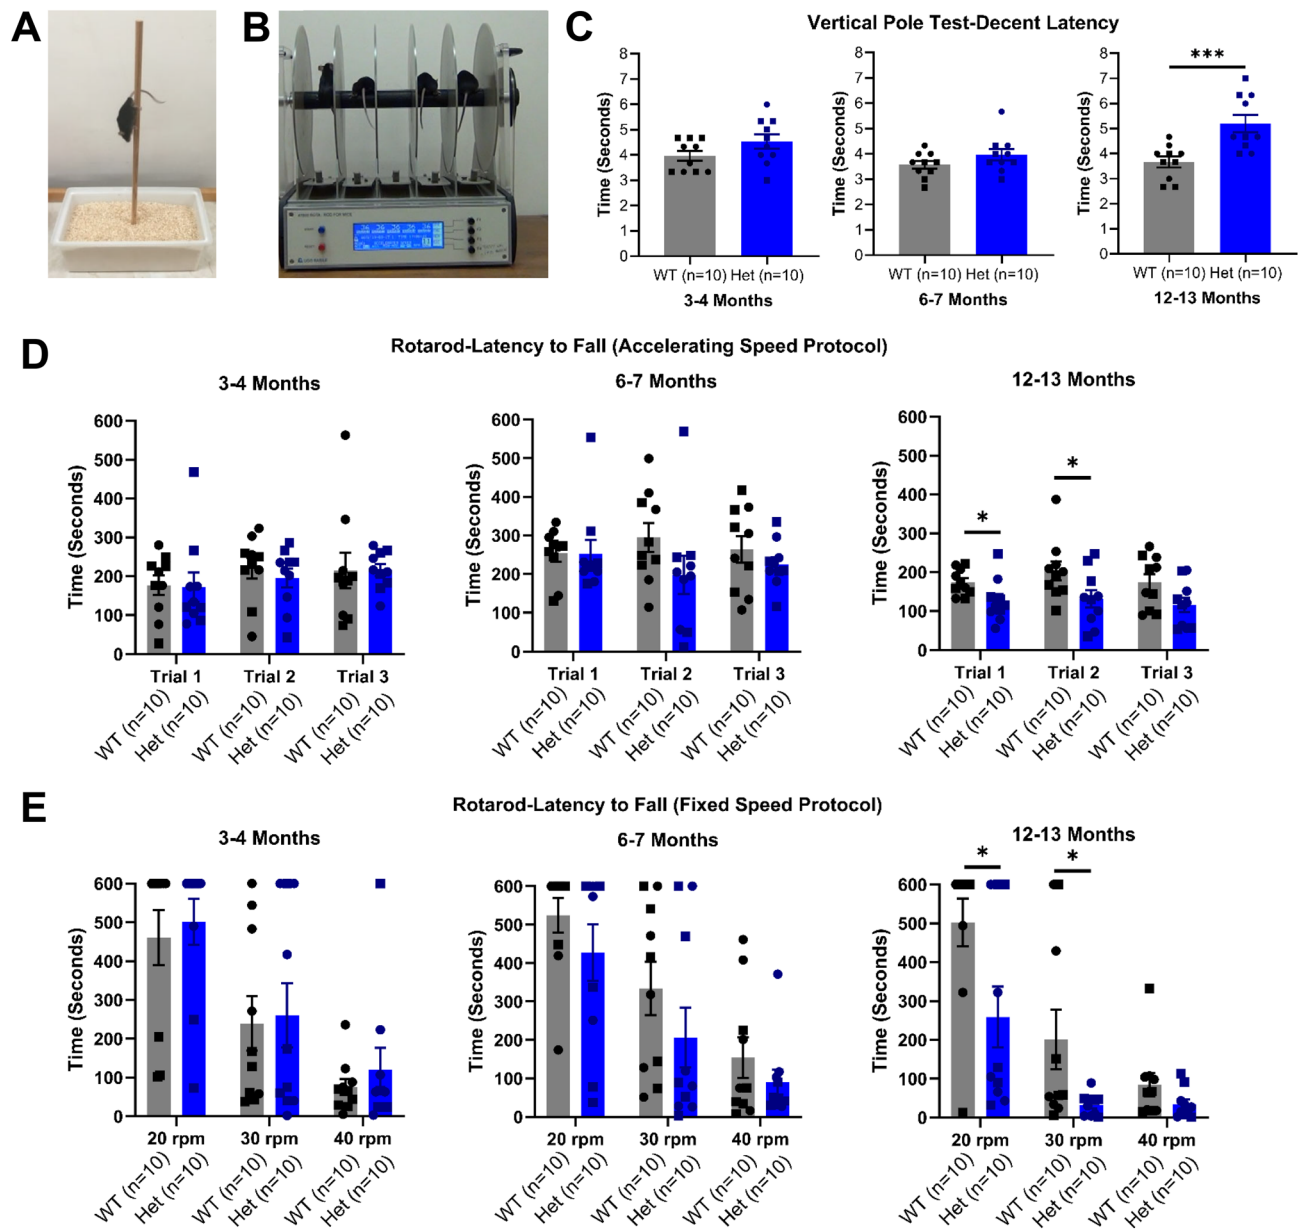 A
B
C
Vertical Pole Test-Decent Latency
Time (Seconds)
8
7
6
5
4
3
2
1
0
WT (n=10) Het (n=10)
3-4 Months
Time (Seconds)
8
7
6
5
4
3
2
1
0
WT (n=10) Het (n=10)
6-7 Months
***
Time (Seconds)
8
7
6
5
4
3
2
1
0
WT (n=10) Het (n=10)
12-13 Months
D
Rotarod-Latency to Fall (Accelerating Speed Protocol)
3-4 Months
Time (Seconds)
600
500
400
300
200
100
0
Trial 1 Trial 2 Trial 3
WT (n=10) Het (n=10) WT (n=10) Het (n=10) WT (n=10) Het (n=10)
6-7 Months
Time (Seconds)
600
500
400
300
200
100
0
Trial 1 Trial 2 Trial 3
WT (n=10) Het (n=10) WT (n=10) Het (n=10) WT (n=10) Het (n=10)
12-13 Months
* *
Time (Seconds)
600
500
400
300
200
100
0
Trial 1 Trial 2 Trial 3
WT (n=10) Het (n=10) WT (n=10) Het (n=10) WT (n=10) Het (n=10)
E
Rotarod-Latency to Fall (Fixed Speed Protocol)
3-4 Months
Time (Seconds)
600
500
400
300
200
100
0
20 rpm 30 rpm 40 rpm
WT (n=10) Het (n=10) WT (n=10) Het (n=10) WT (n=10) Het (n=10)
6-7 Months
Time (Seconds)
600
500
400
300
200
100
0
20 rpm 30 rpm 40 rpm
WT (n=10) Het (n=10) WT (n=10) Het (n=10) WT (n=10) Het (n=10)
12-13 Months
* *
Time (Seconds)
600
500
400
300
200
100
0
20 rpm 30 rpm 40 rpm
WT (n=10) Het (n=10) WT (n=10) Het (n=10) WT (n=10) Het (n=10)